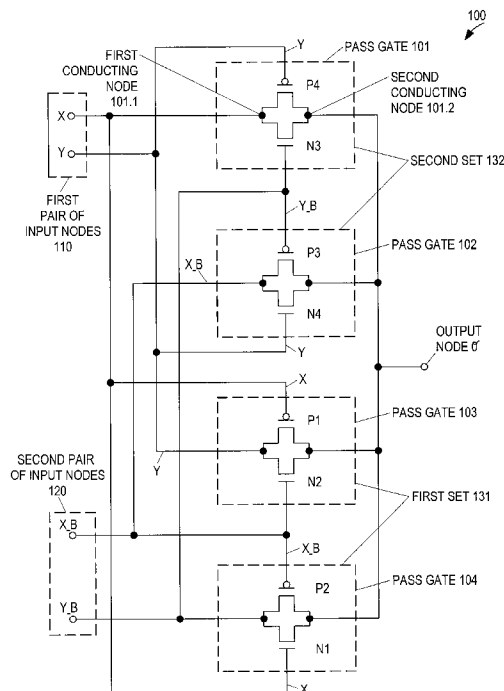 100
Y
PASS GATE 101
FIRST
CONDUCTING
NODE
101.1
P4
SECOND
CONDUCTING
NODE 101.2
X
Y
N3
SECOND SET 132
FIRST
PAIR OF
INPUT NODES
110
Y_B
X_B
P3
PASS GATE 102
N4
Y
OUTPUT
NODE 0'
X
P1
PASS GATE 103
SECOND PAIR
OF INPUT NODES
120
Y
N2
FIRST SET 131
X_B
X_B
P2
PASS GATE 104
Y_B
N1
X